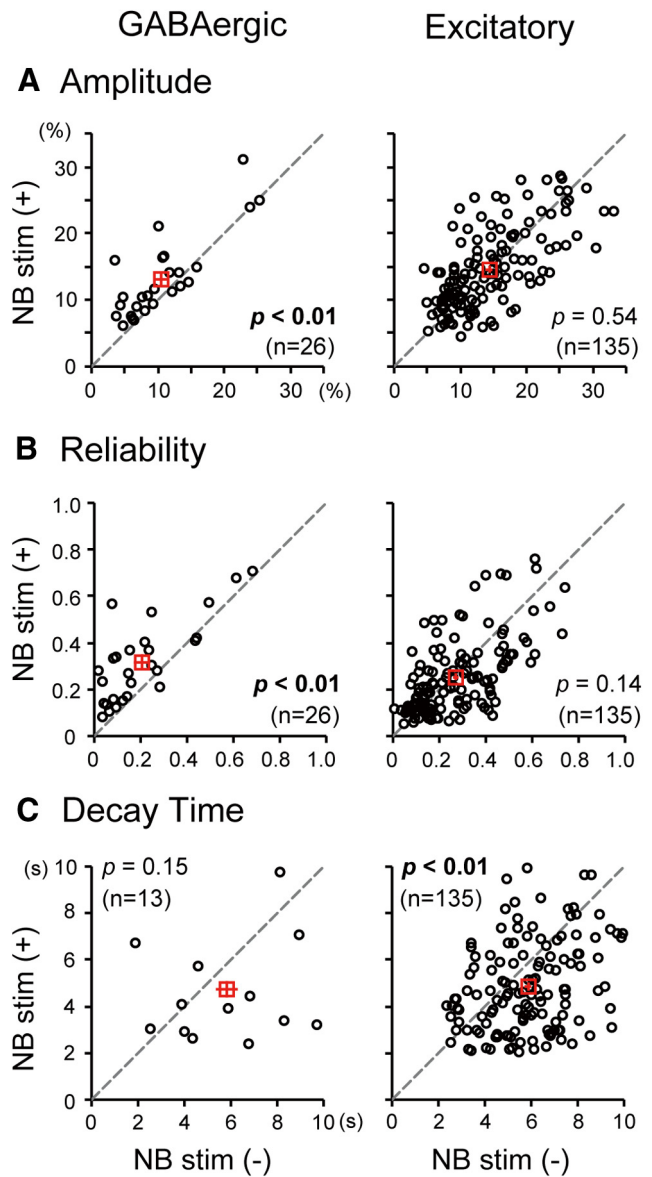 GABAergic Excitatory
A Amplitude
(%)
30
20
10
0
NB stim (+)
p < 0.01
(n=26)
0 10 20 30 (%)
p = 0.54
(n=135)
0 10 20 30
B Reliability
1.0
0.8
0.6
0.4
0.2
0
NB stim (+)
p < 0.01
(n=26)
0 0.2 0.4 0.6 0.8 1.0
p = 0.14
(n=135)
0 0.2 0.4 0.6 0.8 1.0
C Decay Time
(s) 10
8
6
4
2
0
NB stim (+)
p = 0.15
(n=13)
0 2 4 6 8 10 (s)
NB stim (-)
p < 0.01
(n=135)
0 2 4 6 8 10
NB stim (-)